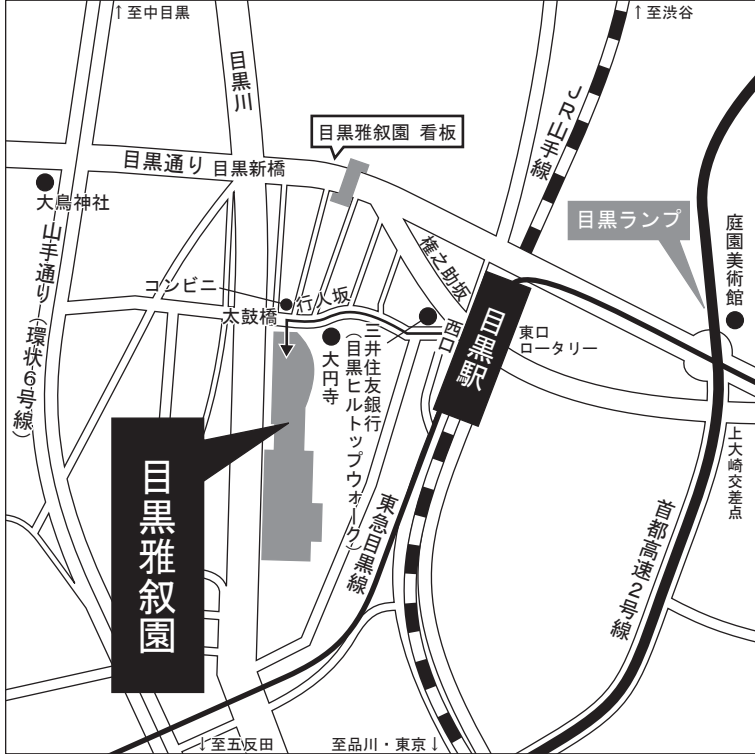 ↑至中目黒
↑至渋谷
目黒川
JR山手線
目黒雅叙園 看板
目黒通り 目黒新橋
大鳥神社
目黒ランプ
庭園美術館
山手通り(環状6号線)
権之助坂
コンビニ
行人坂
太鼓橋
西口
目黒駅
東口
ロータリー
大円寺
三井住友銀行
(目黒ヒルトップウォーク)
上大崎交差点
目黒雅叙園
東急目黒線
首都高速2号線
↓至五反田
至品川・東京↓